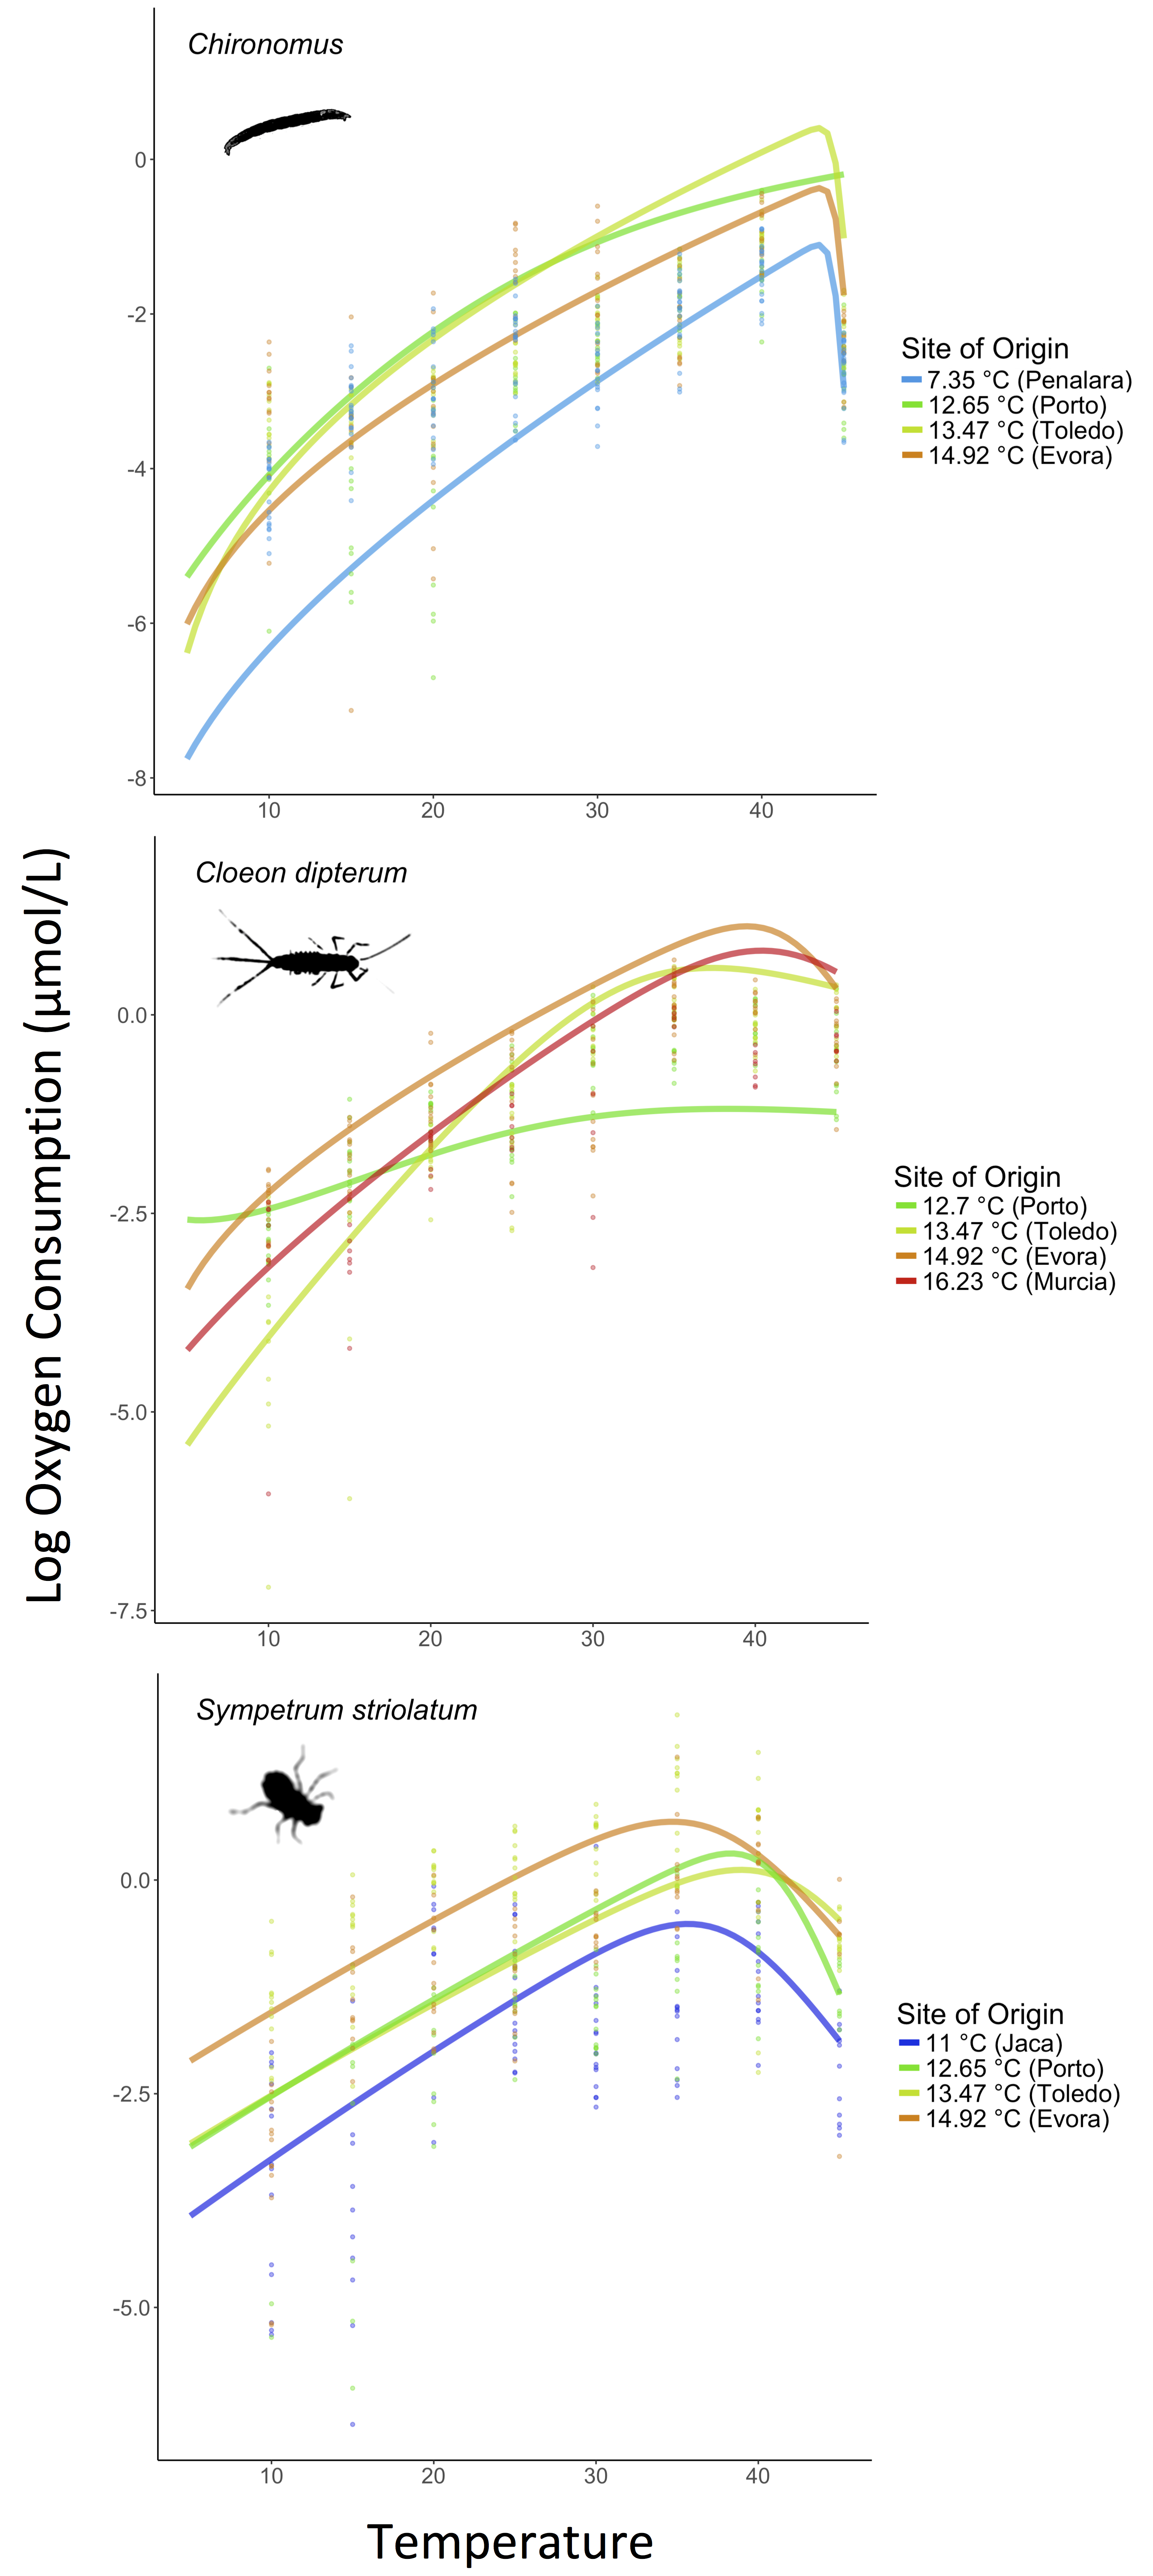 Chironomus
0
-2
-4
-6
-8
10 20 30 40
Site of Origin
7.35 °C (Penalara)
12.65 °C (Porto)
13.47 °C (Toledo)
14.92 °C (Evora)
Log Oxygen Consumption (µmol/L)
Cloeon dipterum
0.0
-2.5
-5.0
-7.5
10 20 30 40
Site of Origin
12.7 °C (Porto)
13.47 °C (Toledo)
14.92 °C (Evora)
16.23 °C (Murcia)
Sympetrum striolatum
0.0
-2.5
-5.0
10 20 30 40
Site of Origin
11 °C (Jaca)
12.65 °C (Porto)
13.47 °C (Toledo)
14.92 °C (Evora)
Temperature